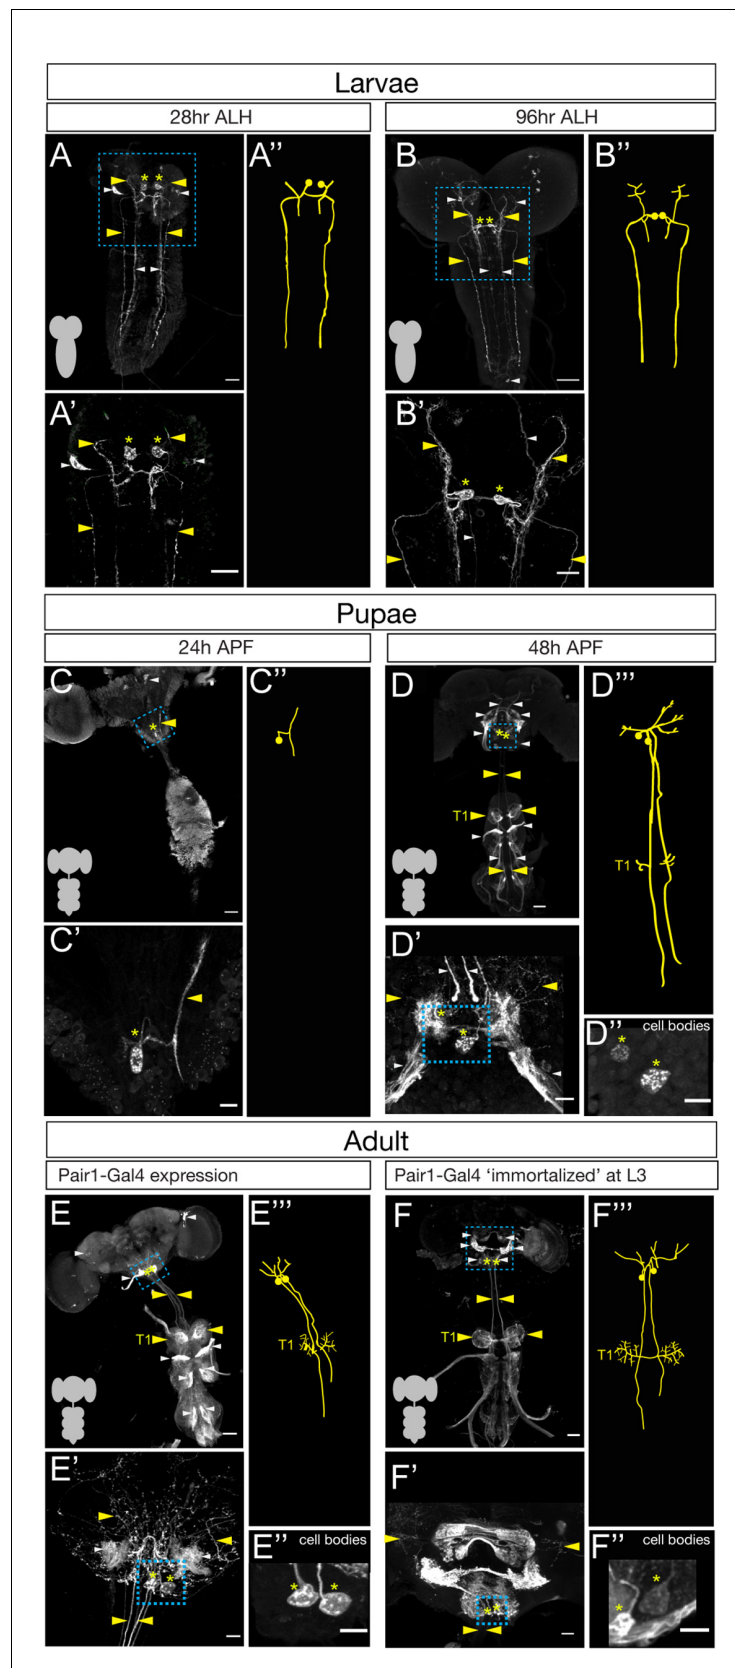 Larvae
28hr ALH
96hr ALH
A
A''
B
B''
A'
B'
Pupae
24h APF
48h APF
C
C''
D
D'''
T1
T1
C'
D'
D''
cell bodies
Adult
Pair1-Gal4 expression
Pair1-Gal4 'immortalized' at L3
E
E'''
F
F'''
T1
T1
T1
T1
E'
E''
cell bodies
F'
F''
cell bodies